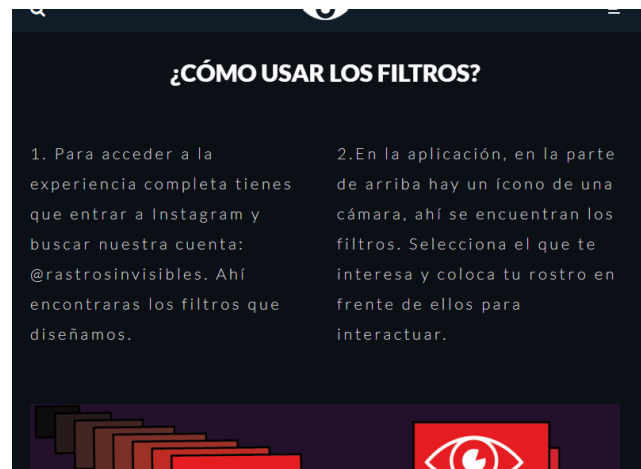 ¿CÓMO USAR LOS FILTROS?
1. Para acceder a la
experiencia completa tienes
que entrar a Instagram y
buscar nuestra cuenta:
@rastrosinvisibles. Ahí
encontraras los filtros que
diseñamos.
2.En la aplicación, en la parte
de arriba hay un ícono de una
cámara, ahí se encuentran los
filtros. Selecciona el que te
interesa y coloca tu rostro en
frente de ellos para
interactuar.